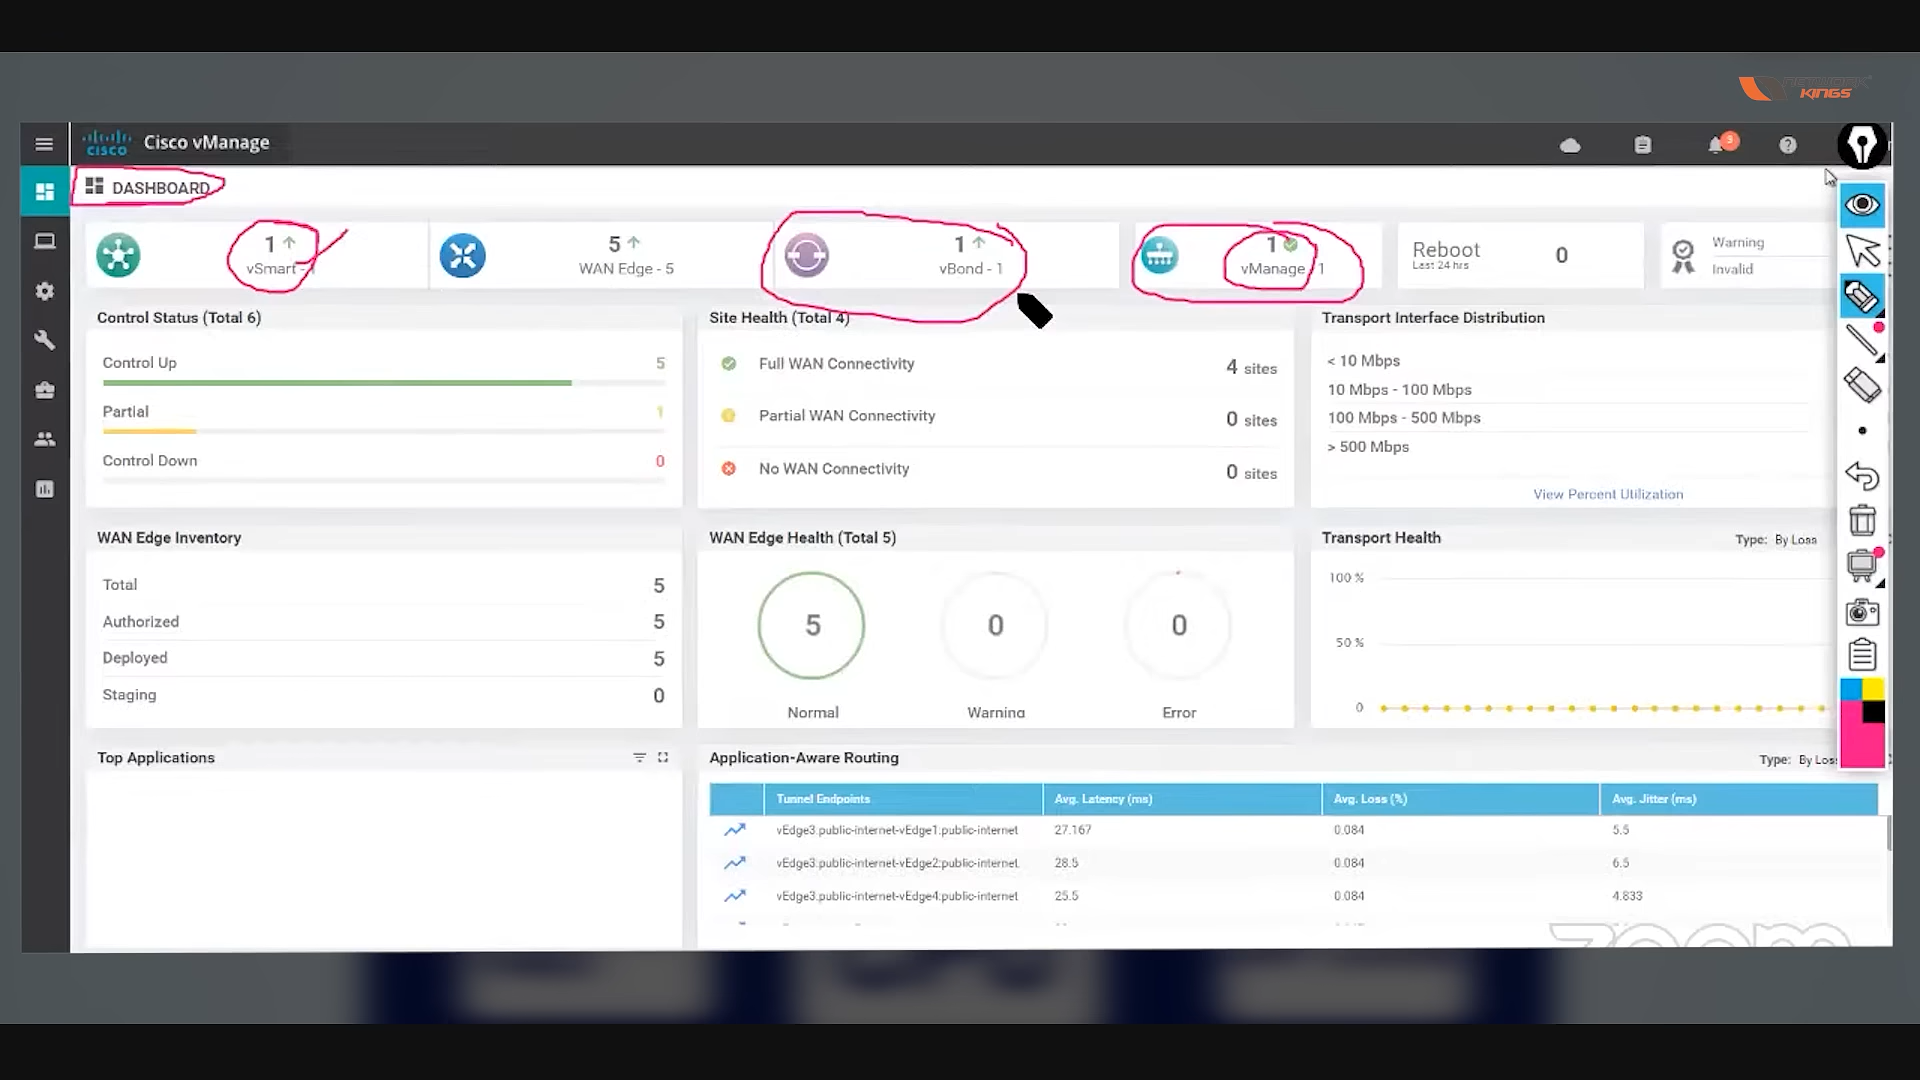 NETWORK
KINGS
CISCO
Cisco vManage
3
DASHBOARD
1
vSmart - 1
5
WAN Edge - 5
1
vBond - 1
1
vManage - 1
Reboot
Last 24 hrs
0
Warning
Invalid
Control Status (Total 6)
Control Up 5
Partial 1
Control Down 0
Site Health (Total 4)
Full WAN Connectivity 4 sites
Partial WAN Connectivity 0 sites
No WAN Connectivity 0 sites
Transport Interface Distribution
< 10 Mbps
10 Mbps - 100 Mbps
100 Mbps - 500 Mbps
> 500 Mbps
View Percent Utilization
WAN Edge Inventory
Total 5
Authorized 5
Deployed 5
Staging 0
WAN Edge Health (Total 5)
5 0 0
Normal Warning Error
Transport Health
Type: By Loss
100 %
50 %
0
Top Applications
Application-Aware Routing
Type: By Loss
Tunnel Endpoints Avg. Latency (ms) Avg. Loss (%) Avg. Jitter (ms)
vEdge3:public-internet-vEdge1:public-internet 27.167 0.084 5.5
vEdge3:public-internet-vEdge2:public-internet 28.5 0.084 6.5
vEdge3:public-internet-vEdge4:public-internet 25.5 0.084 4.833
zoom